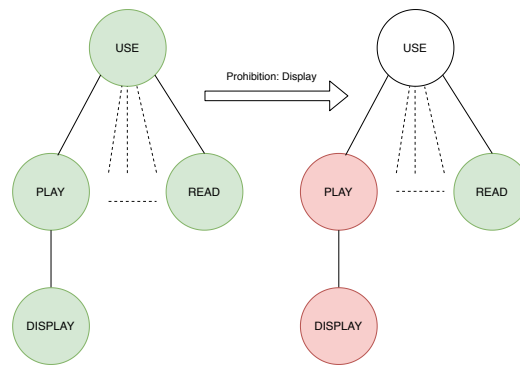 USE
Prohibition: Display
USE
PLAY
READ
PLAY
READ
DISPLAY
DISPLAY